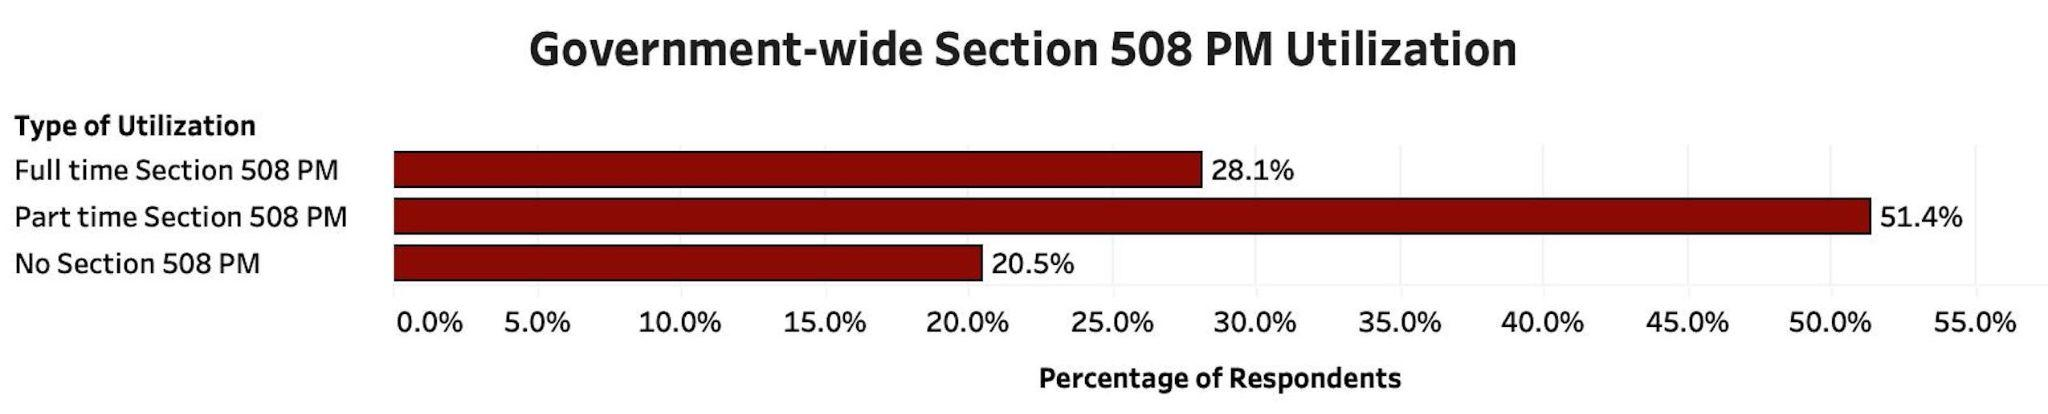 Government-wide Section 508 PM Utilization
Type of Utilization
Full time Section 508 PM 28.1%
Part time Section 508 PM 51.4%
No Section 508 PM 20.5%
0.0% 5.0% 10.0% 15.0% 20.0% 25.0% 30.0% 35.0% 40.0% 45.0% 50.0% 55.0%
Percentage of Respondents